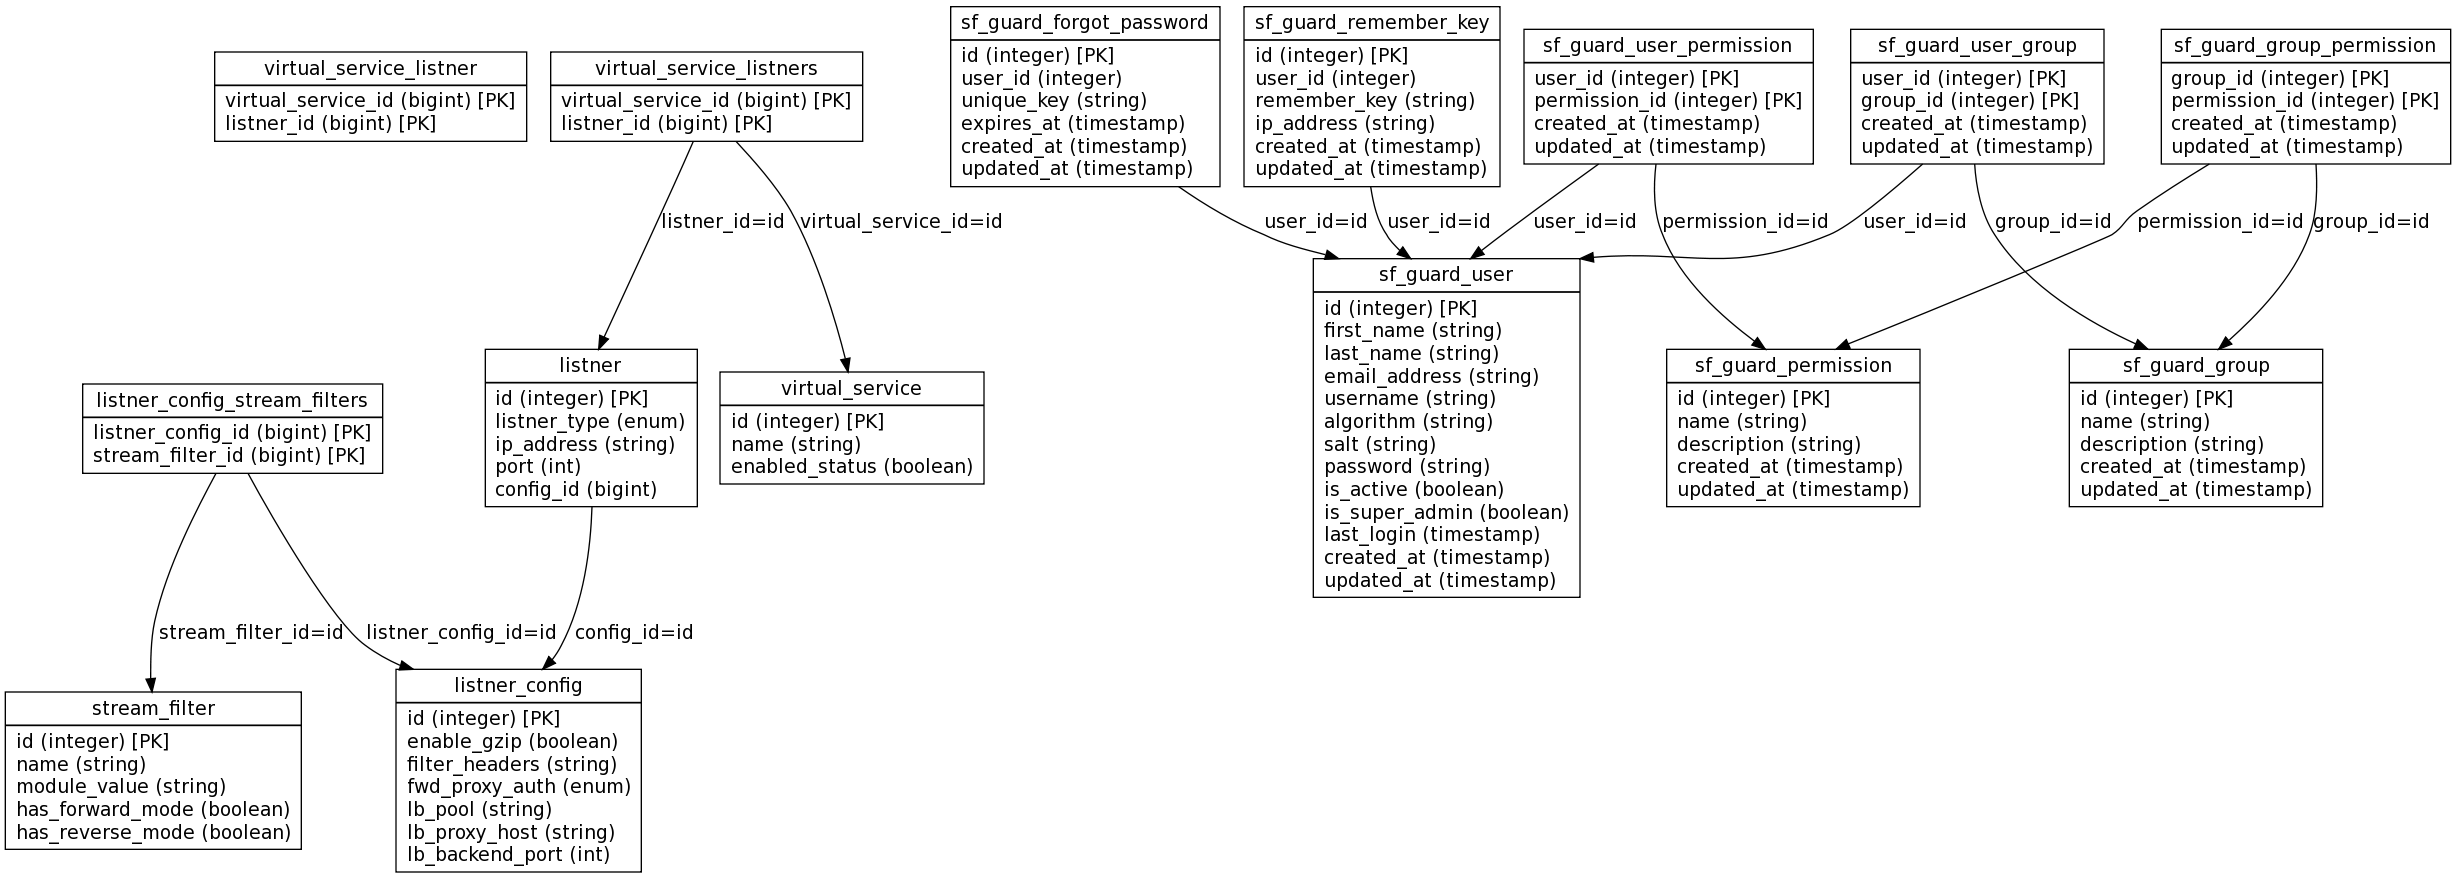 virtual_service_listner
virtual_service_id (bigint) [PK]
listner_id (bigint) [PK]
virtual_service_listners
virtual_service_id (bigint) [PK]
listner_id (bigint) [PK]
sf_guard_forgot_password
id (integer) [PK]
user_id (integer)
unique_key (string)
expires_at (timestamp)
created_at (timestamp)
updated_at (timestamp)
sf_guard_remember_key
id (integer) [PK]
user_id (integer)
remember_key (string)
ip_address (string)
created_at (timestamp)
updated_at (timestamp)
sf_guard_user_permission
user_id (integer) [PK]
permission_id (integer) [PK]
created_at (timestamp)
updated_at (timestamp)
sf_guard_user_group
user_id (integer) [PK]
group_id (integer) [PK]
created_at (timestamp)
updated_at (timestamp)
sf_guard_group_permission
group_id (integer) [PK]
permission_id (integer) [PK]
created_at (timestamp)
updated_at (timestamp)
listner_id=id
virtual_service_id=id
user_id=id
user_id=id
user_id=id
permission_id=id
user_id=id
group_id=id
permission_id=id
group_id=id
listner_config_stream_filters
listner_config_id (bigint) [PK]
stream_filter_id (bigint) [PK]
listner
id (integer) [PK]
listner_type (enum)
ip_address (string)
port (int)
config_id (bigint)
virtual_service
id (integer) [PK]
name (string)
enabled_status (boolean)
sf_guard_user
id (integer) [PK]
first_name (string)
last_name (string)
email_address (string)
username (string)
algorithm (string)
salt (string)
password (string)
is_active (boolean)
is_super_admin (boolean)
last_login (timestamp)
created_at (timestamp)
updated_at (timestamp)
sf_guard_permission
id (integer) [PK]
name (string)
description (string)
created_at (timestamp)
updated_at (timestamp)
sf_guard_group
id (integer) [PK]
name (string)
description (string)
created_at (timestamp)
updated_at (timestamp)
stream_filter_id=id
listner_config_id=id
config_id=id
stream_filter
id (integer) [PK]
name (string)
module_value (string)
has_forward_mode (boolean)
has_reverse_mode (boolean)
listner_config
id (integer) [PK]
enable_gzip (boolean)
filter_headers (string)
fwd_proxy_auth (enum)
lb_pool (string)
lb_proxy_host (string)
lb_backend_port (int)